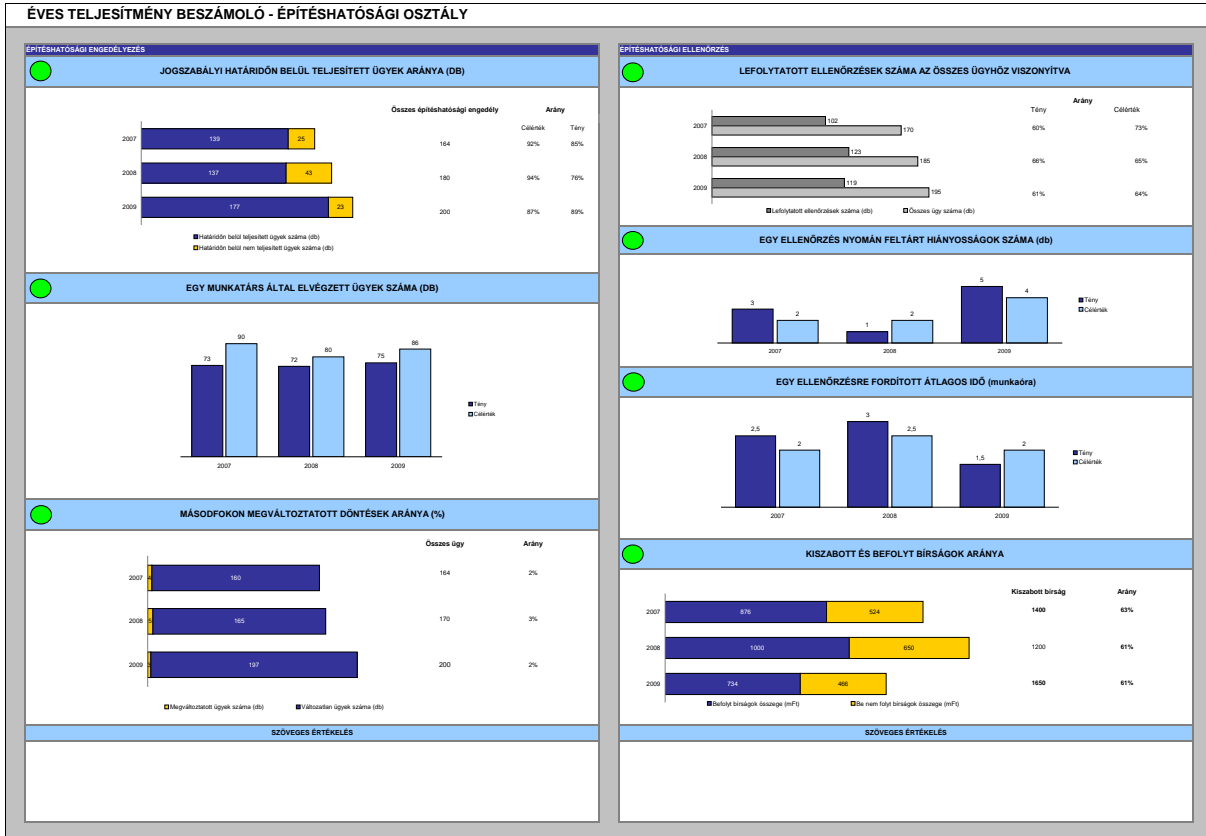 ÉVES TELJESÍTMÉNY BESZÁMOLÓ - ÉPÍTÉSHATÓSÁGI OSZTÁLY
ÉPÍTÉSHATÓSÁGI ENGEDÉLYEZÉS
JOGSZABÁLYI HATÁRIDŐN BELÜL TELJESÍTETT ÜGYEK ARÁNYA (DB)
Összes építéshatósági engedély Arány
Célérték Tény
2007 139 25 164 92% 85%
2008 137 43 180 94% 76%
2009 177 23 200 87% 89%
Határidőn belül teljesített ügyek száma (db)
Határidőn belül nem teljesített ügyek száma (db)
EGY MUNKATÁRS ÁLTAL ELVÉGZETT ÜGYEK SZÁMA (DB)
73 90 72 80 75 86
Tény
Célérték
2007 2008 2009
MÁSODFOKON MEGVÁLTOZTATOTT DÖNTÉSEK ARÁNYA (%)
Összes ügy Arány
2007 4 160 164 2%
2008 5 165 170 3%
2009 3 197 200 2%
Megváltoztatott ügyek száma (db) Változatlan ügyek száma (db)
SZÖVEGES ÉRTÉKELÉS
ÉPÍTÉSHATÓSÁGI ELLENŐRZÉS
LEFOLYTATOTT ELLENŐRZÉSEK SZÁMA AZ ÖSSZES ÜGYHÖZ VISZONYÍTVA
Arány
Tény Célérték
2007 102 170 60% 73%
2008 123 185 66% 65%
2009 119 195 61% 64%
Lefolytatott ellenőrzések száma (db) Összes ügy száma (db)
EGY ELLENŐRZÉS NYOMÁN FELTÁRT HIÁNYOSSÁGOK SZÁMA (db)
3 2 1 2 5 4
Tény
Célérték
2007 2008 2009
EGY ELLENŐRZÉSRE FORDÍTOTT ÁTLAGOS IDŐ (munkaóra)
2,5 2 3 2,5 1,5 2
Tény
Célérték
2007 2008 2009
KISZABOTT ÉS BEFOLYT BÍRSÁGOK ARÁNYA
Kiszabott bírság Arány
2007 876 524 1400 63%
2008 1000 650 1200 61%
2009 734 466 1650 61%
Befolyt bírságok összege (mFt) Be nem folyt bírságok összege (mFt)
SZÖVEGES ÉRTÉKELÉS